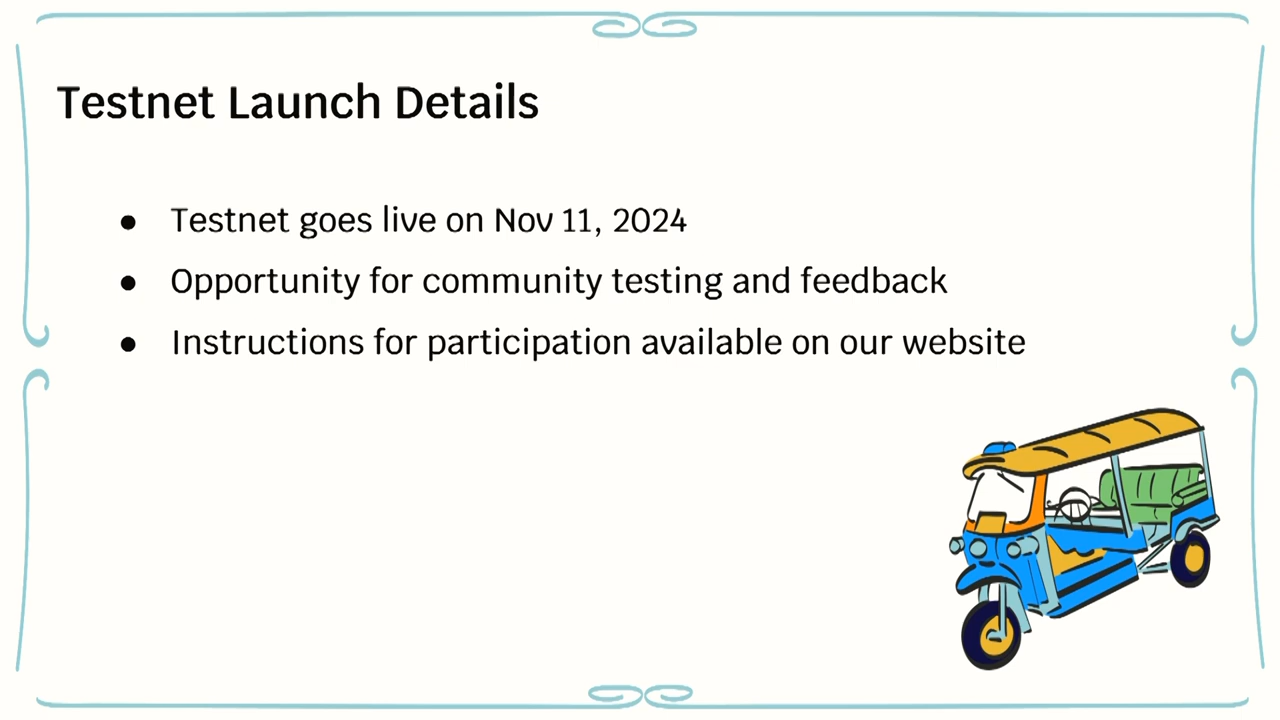 Testnet Launch Details
● Testnet goes live on Nov 11, 2024
● Opportunity for community testing and feedback
● Instructions for participation available on our website